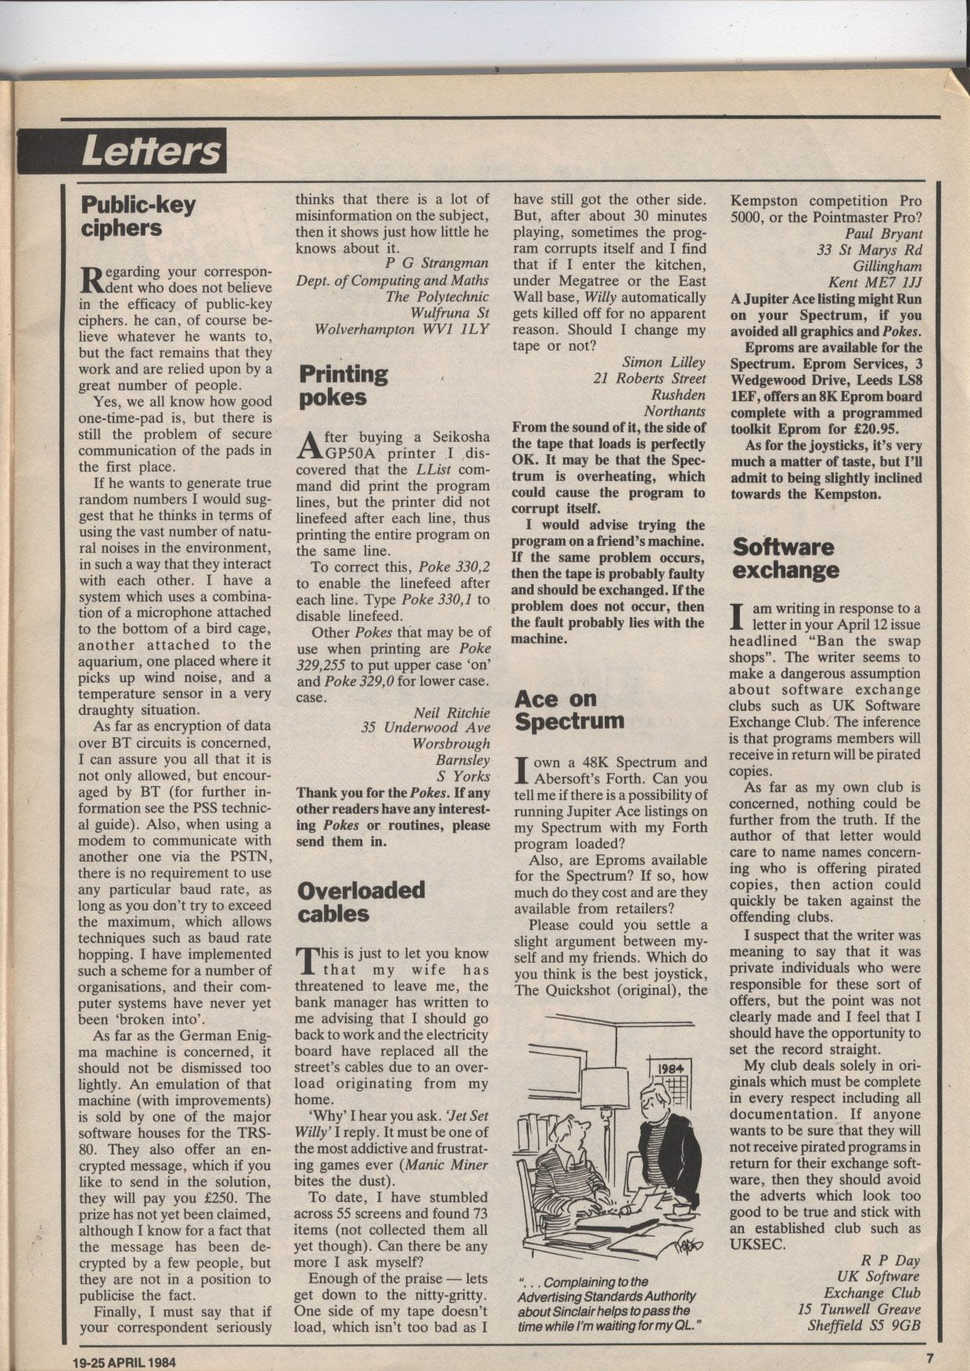 Letters
Public-key
ciphers
Regarding your correspon-
dent who does not believe
in the efficacy of public-key
ciphers. he can, of course be-
lieve whatever he wants to,
but the fact remains that they
work and are relied upon by a
great number of people.
Yes, we all know how good
one-time-pad is, but there is
still the problem of secure
communication of the pads in
the first place.
If he wants to generate true
random numbers I would sug-
gest that he thinks in terms of
using the vast number of natu-
ral noises in the environment,
in such a way that they interact
with each other. I have a
system which uses a combina-
tion of a microphone attached
to the bottom of a bird cage,
another attached to the
aquarium, one placed where it
picks up wind noise, and a
temperature sensor in a very
draughty situation.
As far as encryption of data
over BT circuits is concerned,
I can assure you all that it is
not only allowed, but encour-
aged by BT (for further in-
formation see the PSS technic-
al guide). Also, when using a
modem to communicate with
another one via the PSTN,
there is no requirement to use
any particular baud rate, as
long as you don't try to exceed
the maximum, which allows
techniques such as baud rate
hopping. I have implemented
such a scheme for a number of
organisations, and their com-
puter systems have never yet
been 'broken into'.
As far as the German Enig-
ma machine is concerned, it
should not be dismissed too
lightly. An emulation of that
machine (with improvements)
is sold by one of the major
software houses for the TRS-
80. They also offer an en-
crypted message, which if you
like to send in the solution,
they will pay you £250. The
prize has not yet been claimed,
although I know for a fact that
the message has been de-
crypted by a few people, but
they are not in a position to
publicise the fact.
Finally, I must say that if
your correspondent seriously
thinks that there is a lot of
misinformation on the subject,
then it shows just how little he
knows about it.
P G Strangman
Dept. of Computing and Maths
The Polytechnic
Wulfruna St
Wolverhampton WV1 1LY
Printing
pokes
After buying a Seikosha
GP50A printer I dis-
covered that the LList com-
mand did print the program
lines, but the printer did not
linefeed after each line, thus
printing the entire program on
the same line.
To correct this, Poke 330,2
to enable the linefeed after
each line. Type Poke 330,1 to
disable linefeed.
Other Pokes that may be of
use when printing are Poke
329,255 to put upper case 'on'
and Poke 329,0 for lower case.
case.
Neil Ritchie
35 Underwood Ave
Worsbrough
Barnsley
S Yorks
Thank you for the Pokes. If any
other readers have any interest-
ing Pokes or routines, please
send them in.
Overloaded
cables
This is just to let you know
that my wife has
threatened to leave me, the
bank manager has written to
me advising that I should go
back to work and the electricity
board have replaced all the
street's cables due to an over-
load originating from my
home.
'Why' I hear you ask. 'Jet Set
Willy' I reply. It must be one of
the most addictive and frustrat-
ing games ever (Manic Miner
bites the dust).
To date, I have stumbled
across 55 screens and found 73
items (not collected them all
yet though). Can there be any
more I ask myself?
Enough of the praise — lets
get down to the nitty-gritty.
One side of my tape doesn't
load, which isn't too bad as I
have still got the other side.
But, after about 30 minutes
playing, sometimes the prog-
ram corrupts itself and I find
that if I enter the kitchen,
under Megatree or the East
Wall base, Willy automatically
gets killed off for no apparent
reason. Should I change my
tape or not?
Simon Lilley
21 Roberts Street
Rushden
Northants
From the sound of it, the side of
the tape that loads is perfectly
OK. It may be that the Spec-
trum is overheating, which
could cause the program to
corrupt itself.
I would advise trying the
program on a friend's machine.
If the same problem occurs,
then the tape is probably faulty
and should be exchanged. If the
problem does not occur, then
the fault probably lies with the
machine.
Ace on
Spectrum
I own a 48K Spectrum and
Abersoft's Forth. Can you
tell me if there is a possibility of
running Jupiter Ace listings on
my Spectrum with my Forth
program loaded?
Also, are Eproms available
for the Spectrum? If so, how
much do they cost and are they
available from retailers?
Please could you settle a
slight argument between my-
self and my friends. Which do
you think is the best joystick,
The Quickshot (original), the
1984
". . . Complaining to the
Advertising Standards Authority
about Sinclair helps to pass the
time while I'm waiting for my QL."
Kempston competition Pro
5000, or the Pointmaster Pro?
Paul Bryant
33 St Marys Rd
Gillingham
Kent ME7 1JJ
A Jupiter Ace listing might Run
on your Spectrum, if you
avoided all graphics and Pokes.
Eproms are available for the
Spectrum. Eprom Services, 3
Wedgewood Drive, Leeds LS8
1EF, offers an 8K Eprom board
complete with a programmed
toolkit Eprom for £20.95.
As for the joysticks, it's very
much a matter of taste, but I'll
admit to being slightly inclined
towards the Kempston.
Software
exchange
I am writing in response to a
letter in your April 12 issue
headlined "Ban the swap
shops". The writer seems to
make a dangerous assumption
about software exchange
clubs such as UK Software
Exchange Club. The inference
is that programs members will
receive in return will be pirated
copies.
As far as my own club is
concerned, nothing could be
further from the truth. If the
author of that letter would
care to name names concern-
ing who is offering pirated
copies, then action could
quickly be taken against the
offending clubs.
I suspect that the writer was
meaning to say that it was
private individuals who were
responsible for these sort of
offers, but the point was not
clearly made and I feel that I
should have the opportunity to
set the record straight.
My club deals solely in ori-
ginals which must be complete
in every respect including all
documentation. If anyone
wants to be sure that they will
not receive pirated programs in
return for their exchange soft-
ware, then they should avoid
the adverts which look too
good to be true and stick with
an established club such as
UKSEC.
R P Day
UK Software
Exchange Club
15 Tunwell Greave
Sheffield S5 9GB
19-25 APRIL 1984
7